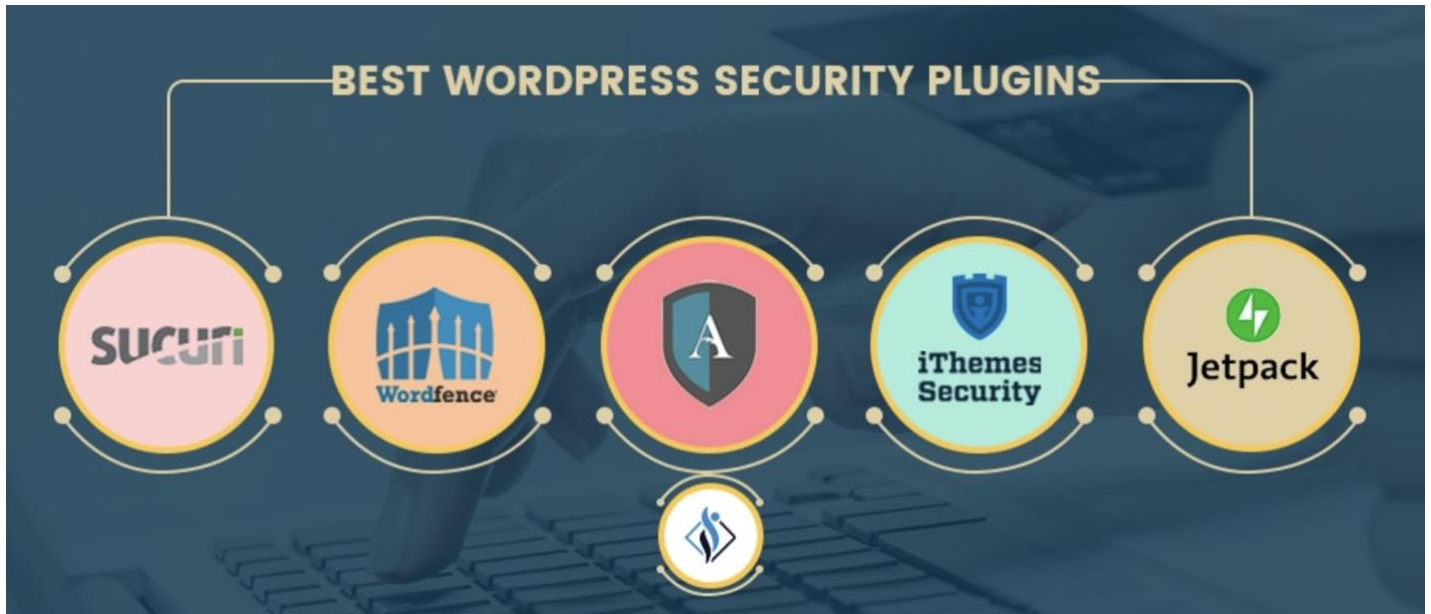 BEST WORDPRESS SECURITY PLUGINS
sucuri
Wordfence
A
iThemes
Security
Jetpack